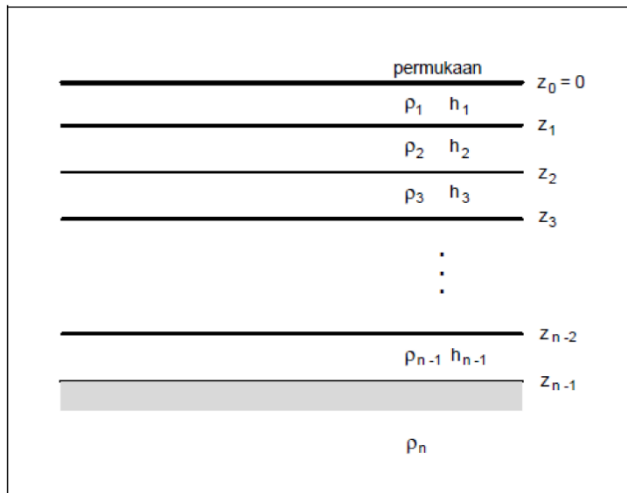 permukaan
z₀ = 0
ρ₁ h₁
z₁
ρ₂ h₂
z₂
ρ₃ h₃
z₃
.
.
.
zₙ₋₂
ρₙ₋₁ hₙ₋₁
zₙ₋₁
ρₙ